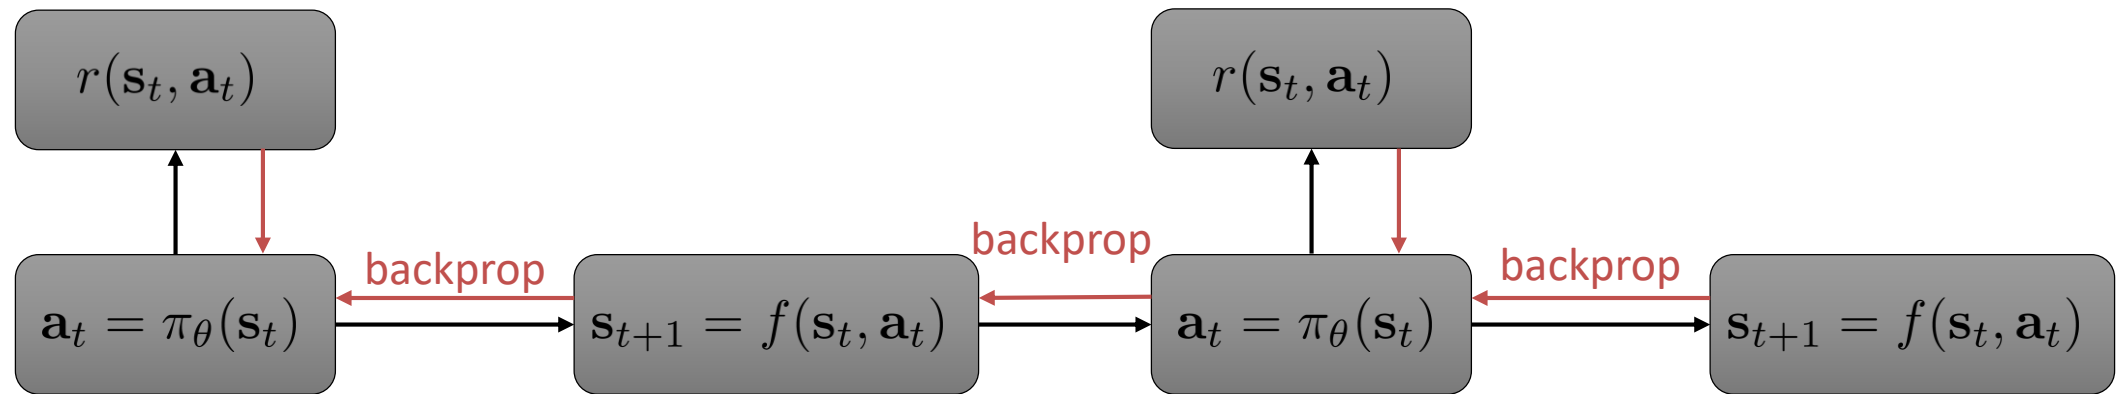 r(s_t, a_t)
r(s_t, a_t)
backprop
backprop
backprop
a_t = π_θ(s_t)
s_{t+1} = f(s_t, a_t)
a_t = π_θ(s_t)
s_{t+1} = f(s_t, a_t)